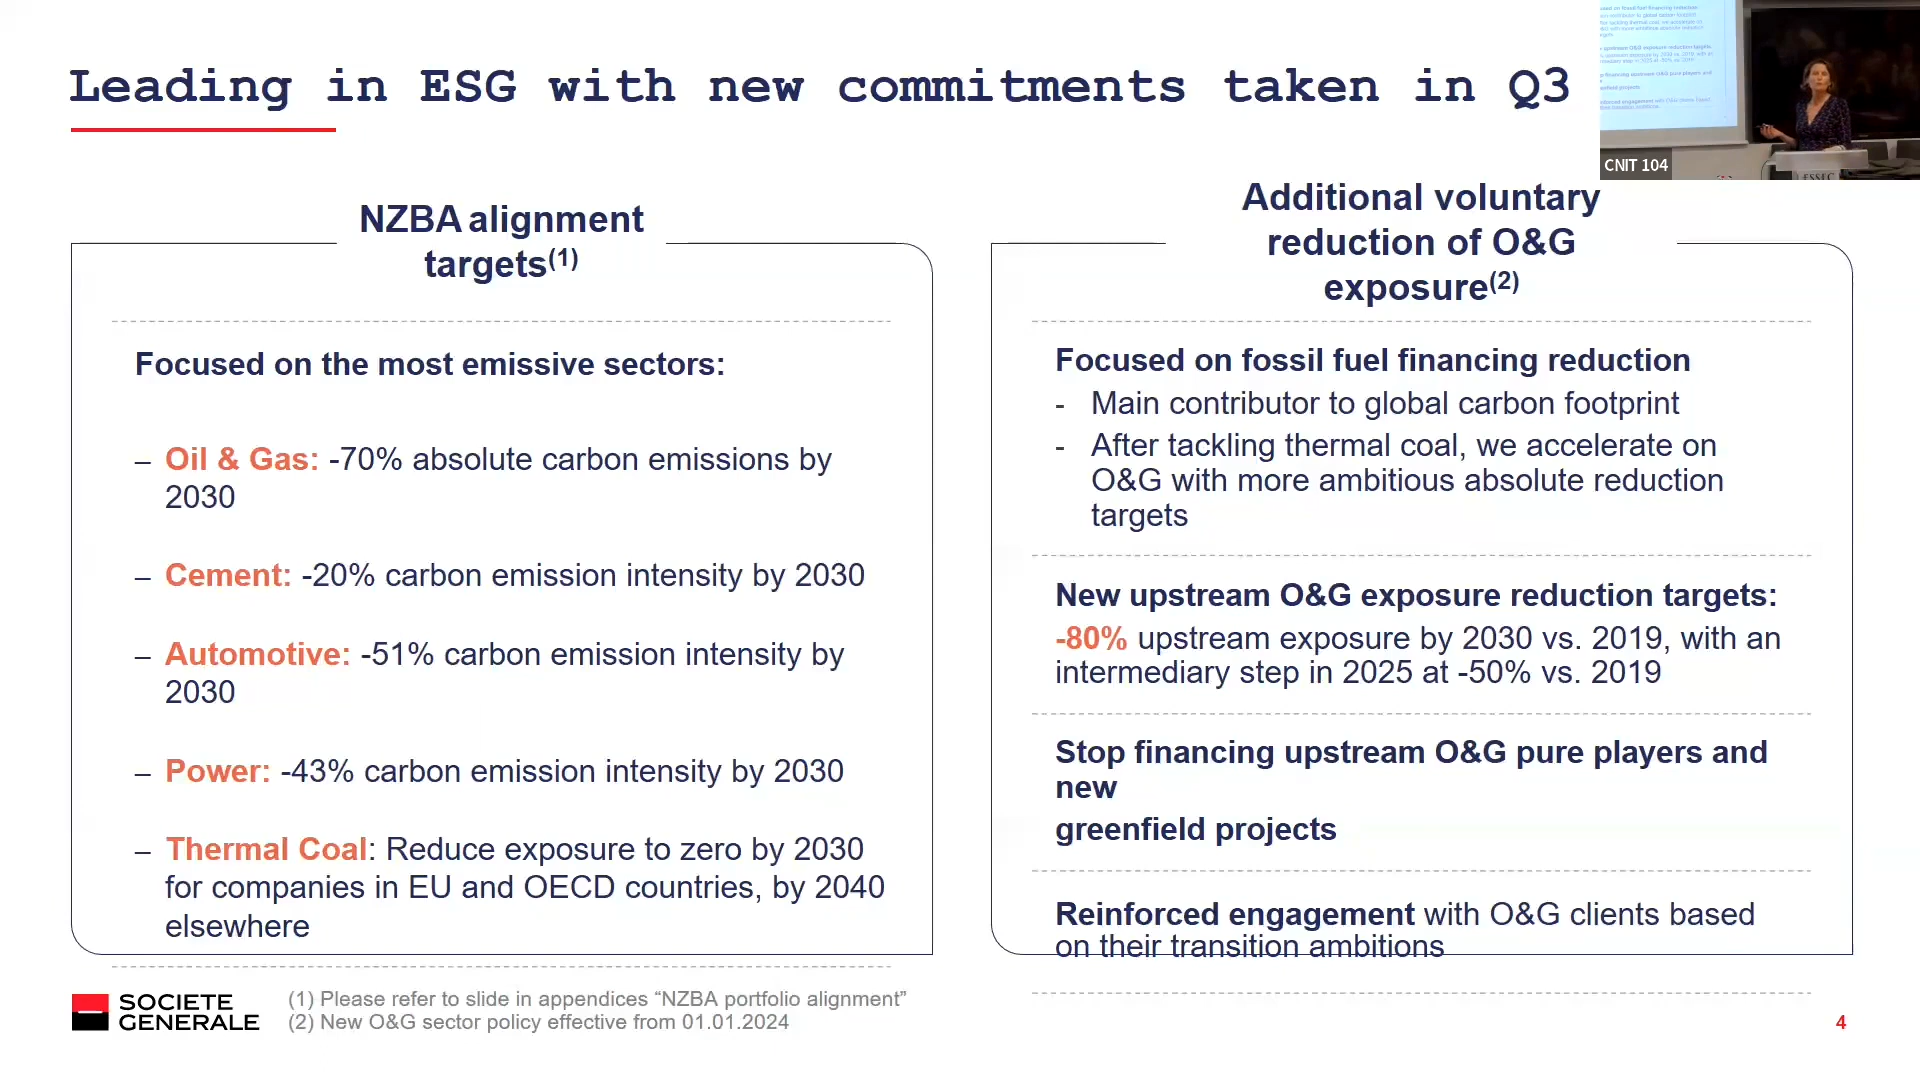 Leading in ESG with new commitments taken in Q3
CNIT 104
ESSEC
NZBA alignment
targets(1)
Focused on the most emissive sectors:
– Oil & Gas: -70% absolute carbon emissions by
2030
– Cement: -20% carbon emission intensity by 2030
– Automotive: -51% carbon emission intensity by
2030
– Power: -43% carbon emission intensity by 2030
– Thermal Coal: Reduce exposure to zero by 2030
for companies in EU and OECD countries, by 2040
elsewhere
Additional voluntary
reduction of O&G
exposure(2)
Focused on fossil fuel financing reduction
- Main contributor to global carbon footprint
- After tackling thermal coal, we accelerate on
O&G with more ambitious absolute reduction
targets
New upstream O&G exposure reduction targets:
-80% upstream exposure by 2030 vs. 2019, with an
intermediary step in 2025 at -50% vs. 2019
Stop financing upstream O&G pure players and
new
greenfield projects
Reinforced engagement with O&G clients based
on their transition ambitions
SOCIETE
GENERALE
(1) Please refer to slide in appendices “NZBA portfolio alignment”
(2) New O&G sector policy effective from 01.01.2024
4